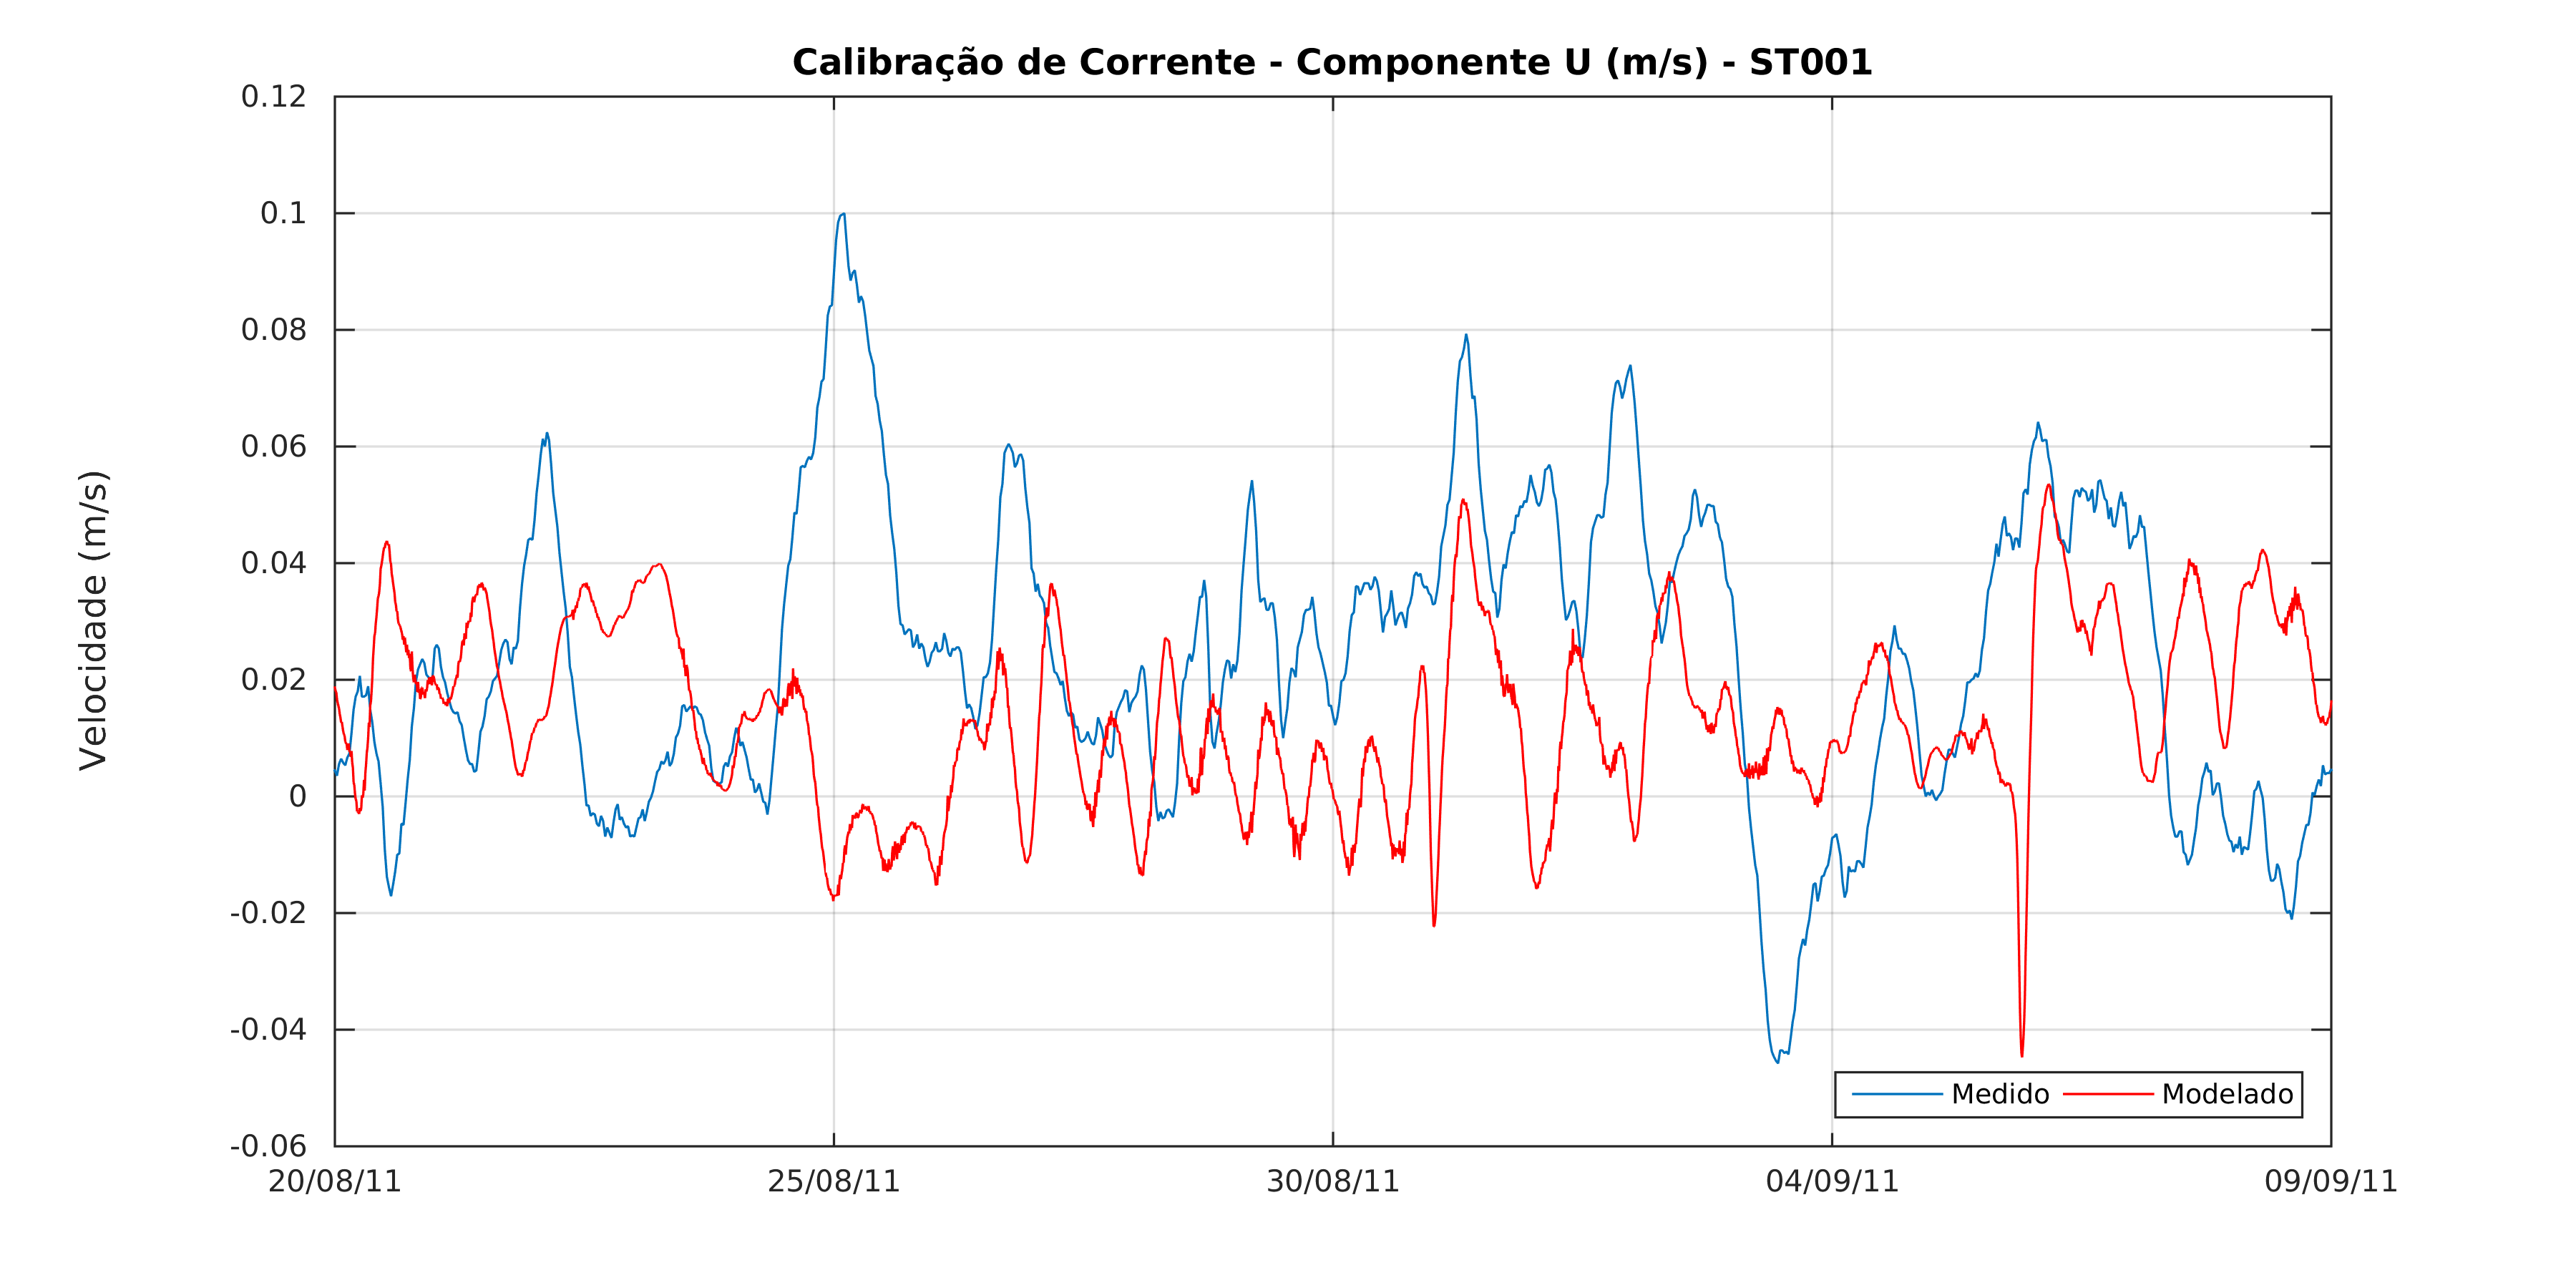 Calibração de Corrente - Componente U (m/s) - ST001
0.12
0.1
0.08
0.06
0.04
0.02
0
-0.02
-0.04
-0.06
Velocidade (m/s)
Medido Modelado
20/08/11 25/08/11 30/08/11 04/09/11 09/09/11